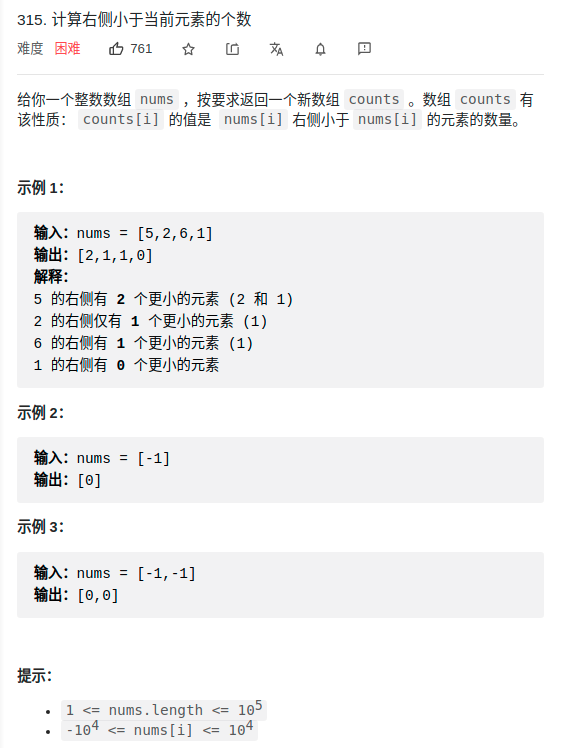 315. 计算右侧小于当前元素的个数
难度 困难 761
给你一个整数数组 nums ，按要求返回一个新数组 counts 。数组 counts 有
该性质： counts[i] 的值是 nums[i] 右侧小于 nums[i] 的元素的数量。
示例 1：
输入：nums = [5,2,6,1]
输出：[2,1,1,0]
解释：
5 的右侧有 2 个更小的元素 (2 和 1)
2 的右侧仅有 1 个更小的元素 (1)
6 的右侧有 1 个更小的元素 (1)
1 的右侧有 0 个更小的元素
示例 2：
输入：nums = [-1]
输出：[0]
示例 3：
输入：nums = [-1,-1]
输出：[0,0]
提示：
• 1 <= nums.length <= 10⁵
• -10⁴ <= nums[i] <= 10⁴